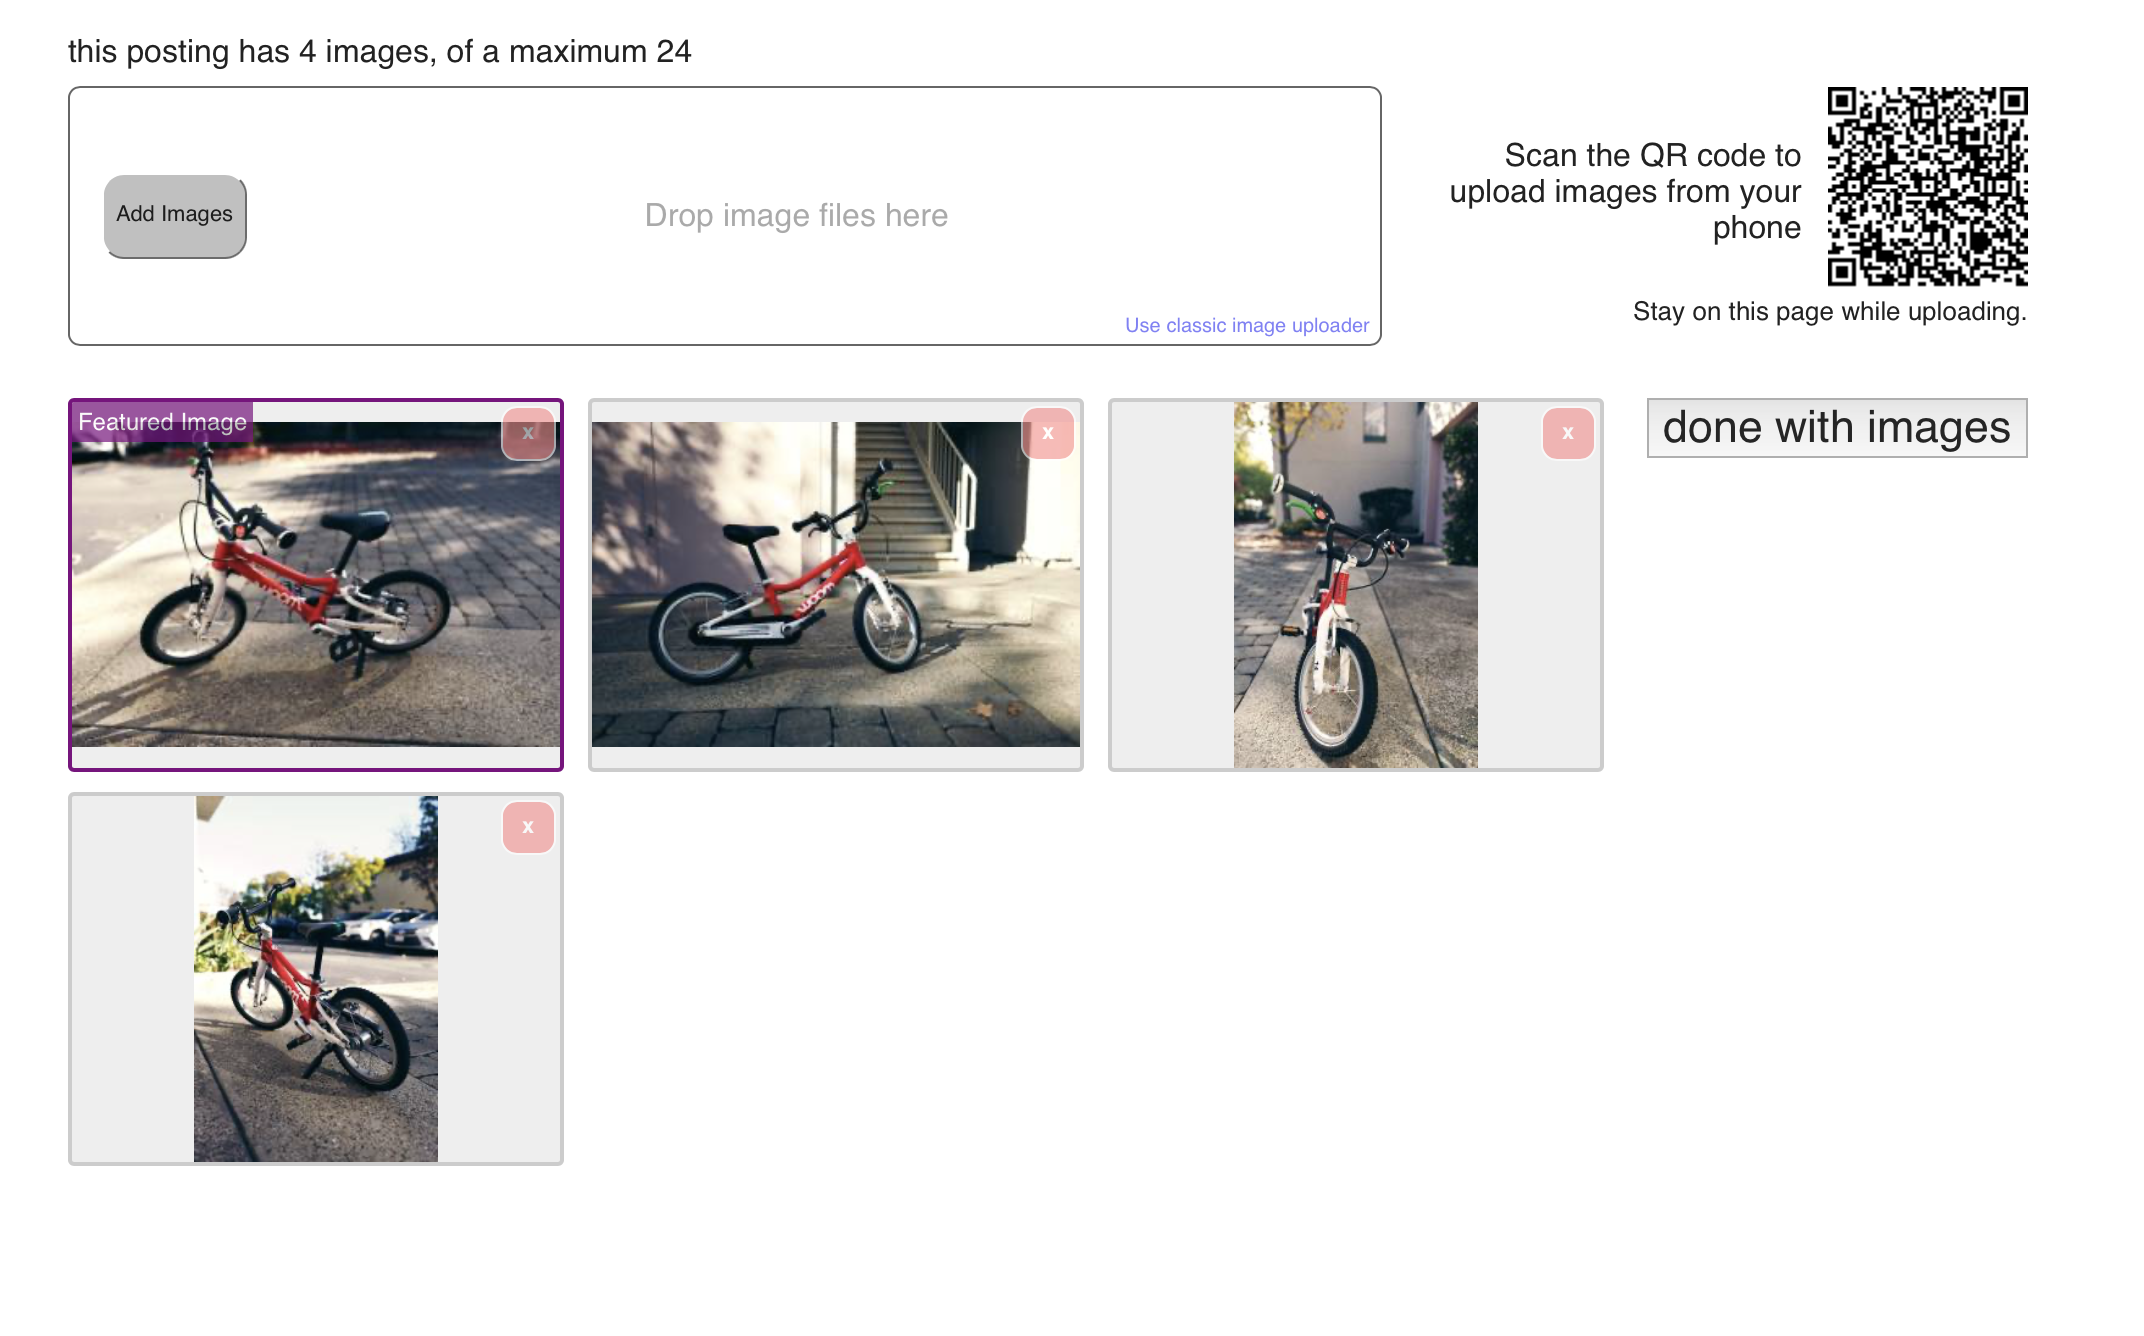 this posting has 4 images, of a maximum 24
Add Images
Drop image files here
Use classic image uploader
Scan the QR code to
upload images from your
phone
Stay on this page while uploading.
Featured Image
x
woom
x
woom
x
done with images
x